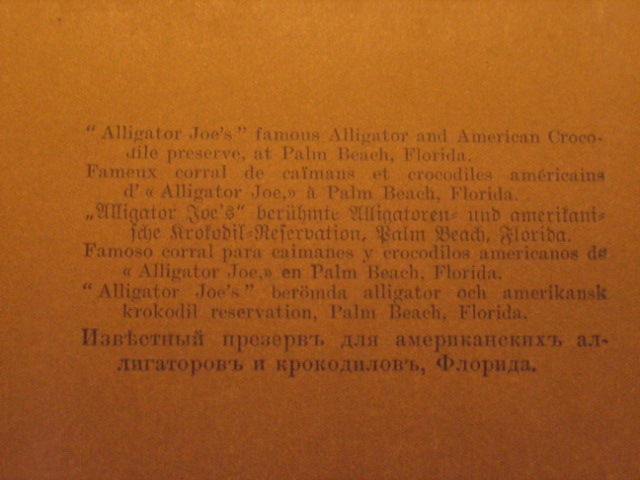 “Alligator Joe's” famous Alligator and American Croco-
dile preserve, at Palm Beach, Florida.
Fameux corral de caïmans et crocodiles américains
d' « Alligator Joe,» à Palm Beach, Florida.
„Alligator Joe's“ berühmte Alligatoren- und amerikani-
sche Krokodil-Reservation, Palm Beach, Florida.
Famoso corral para caimanes y crocodilos americanos de
« Alligator Joe,» en Palm Beach, Florida.
“Alligator Joe's” berömda alligator och amerikansk
krokodil reservation, Palm Beach, Florida.
Извѣстный презервъ для американскихъ ал-
лигаторовъ и крокодиловъ, Флорида.